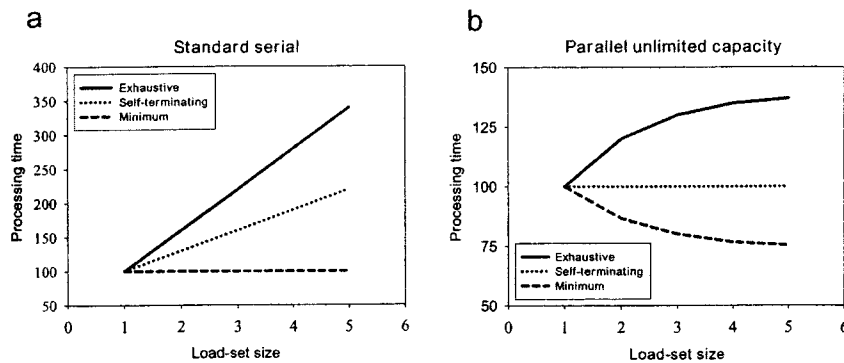 a
Standard serial
400
350
300
250
200
150
100
50
Processing time
Exhaustive
Self-terminating
Minimum
0
1
2
3
4
5
6
Load-set size
b
Parallel unlimited capacity
150
125
100
75
50
Processing time
Exhaustive
Self-terminating
Minimum
0
1
2
3
4
5
6
Load-set size